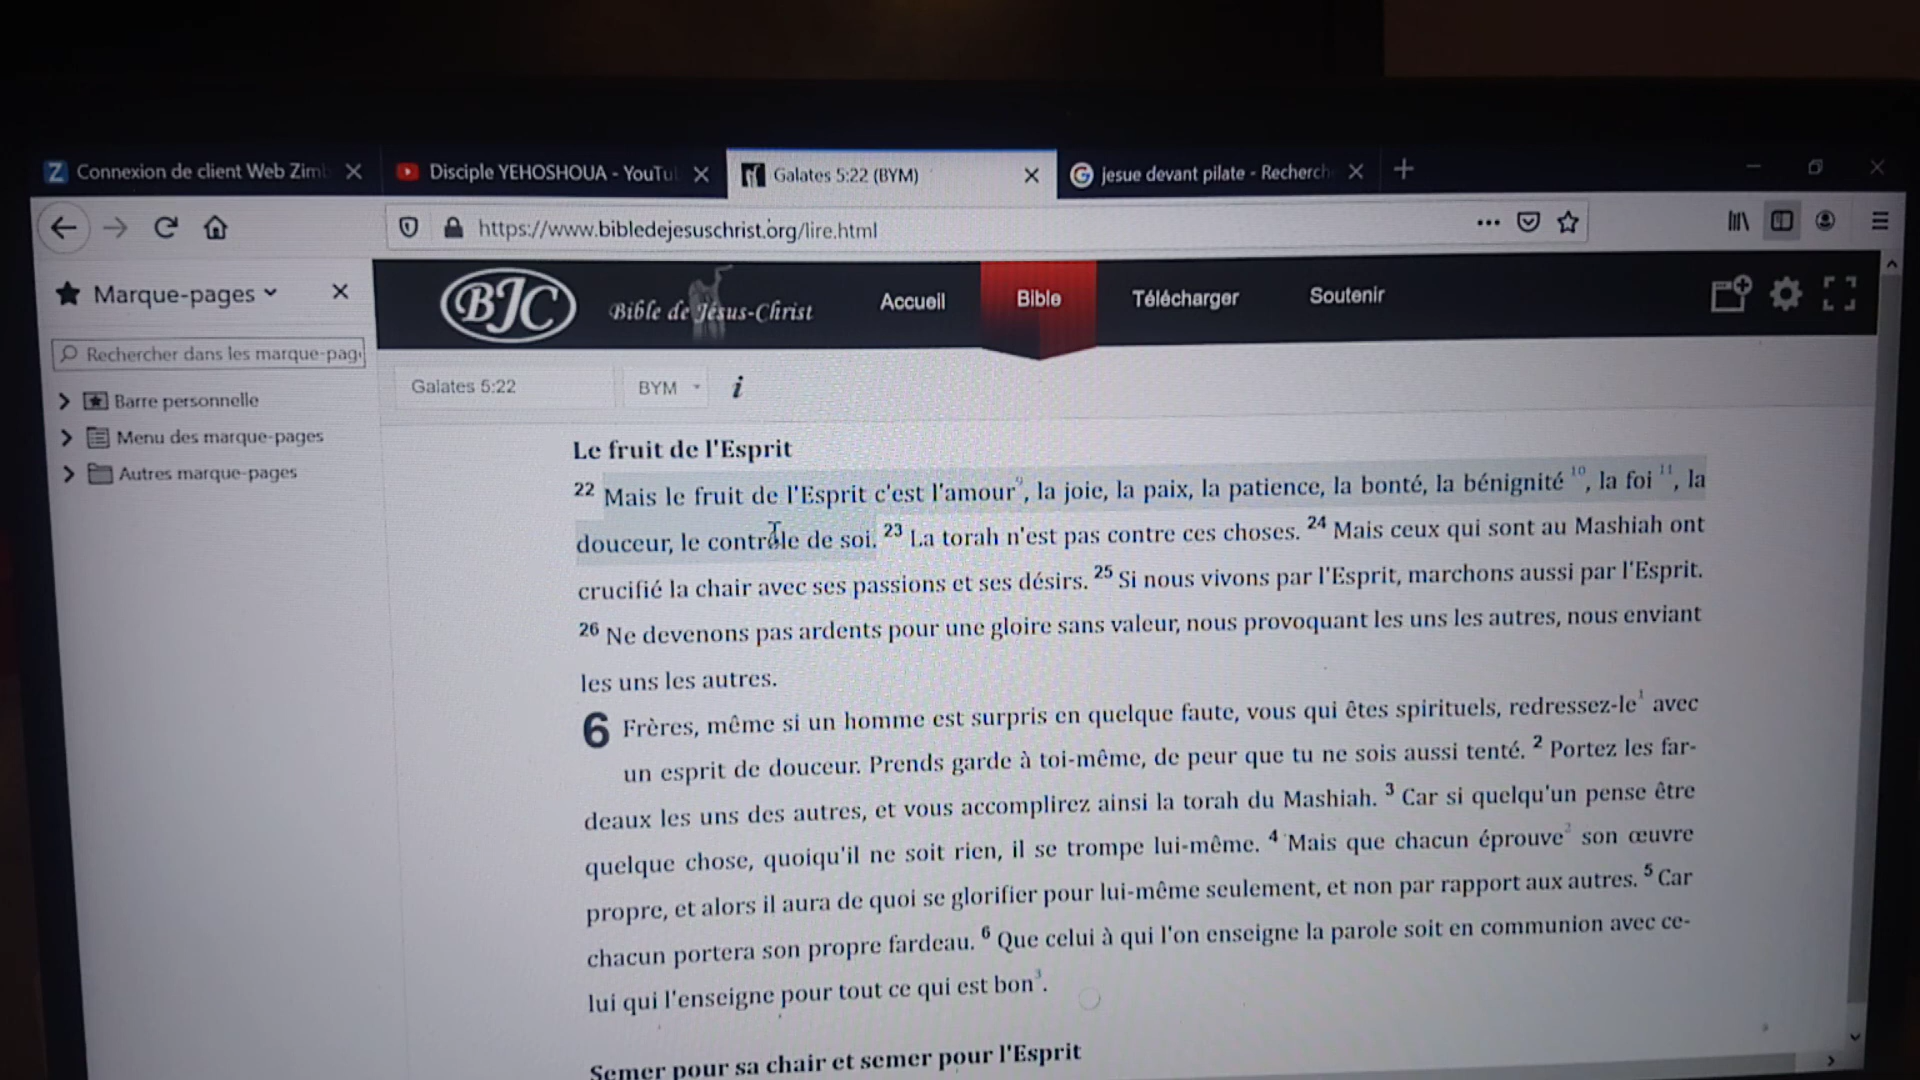 Connexion de client Web Zim
Disciple YEHOSHOUA - YouTu
Galates 5:22 (BYM)
jesue devant pilate - Recherch
https://www.bibledejesuschrist.org/lire.html
Marque-pages
Rechercher dans les marque-pag
Barre personnelle
Menu des marque-pages
Autres marque-pages
BJC
Bible de Jésus-Christ
Accueil
Bible
Télécharger
Soutenir
Galates 5:22
BYM
i
Le fruit de l'Esprit
22 Mais le fruit de l'Esprit c'est l'amour9, la joie, la paix, la patience, la bonté, la bénignité 10, la foi 11, la
douceur, le contrôle de soi. 23 La torah n'est pas contre ces choses. 24 Mais ceux qui sont au Mashiah ont
crucifié la chair avec ses passions et ses désirs. 25 Si nous vivons par l'Esprit, marchons aussi par l'Esprit.
26 Ne devenons pas ardents pour une gloire sans valeur, nous provoquant les uns les autres, nous enviant
les uns les autres.
6 Frères, même si un homme est surpris en quelque faute, vous qui êtes spirituels, redressez-le1 avec
un esprit de douceur. Prends garde à toi-même, de peur que tu ne sois aussi tenté. 2 Portez les far-
deaux les uns des autres, et vous accomplirez ainsi la torah du Mashiah. 3 Car si quelqu'un pense être
quelque chose, quoiqu'il ne soit rien, il se trompe lui-même. 4 Mais que chacun éprouve2 son œuvre
propre, et alors il aura de quoi se glorifier pour lui-même seulement, et non par rapport aux autres. 5 Car
chacun portera son propre fardeau. 6 Que celui à qui l'on enseigne la parole soit en communion avec ce-
lui qui l'enseigne pour tout ce qui est bon3.
Semer pour sa chair et semer pour l'Esprit